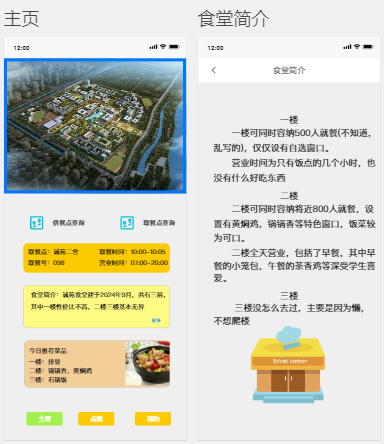 主页
食堂简介
12:00
供餐点查询
取餐点查询
取餐点：诚苑二舍
取餐时间：10:00-10:05
取餐号：098
营业时间：07:00--20:00
食堂简介：诚苑食堂建于2024年9月，共有三层，
其中一楼性价比不高，二楼三楼基本无异
更多
今日推荐菜品
一楼：排骨
二楼：锅锅香，黄焖鸡
三楼：石锅饭
主页
点餐
我的
12:00
食堂简介
一楼
一楼可同时容纳500人就餐(不知道，
乱写的)，仅仅设有自选窗口。
营业时间为只有饭点的几个小时，也
没有什么好吃东西
二楼
二楼可同时容纳将近800人就餐，设
置有黄焖鸡，锅锅香等特色窗口，饭菜较
为可口。
二楼全天营业，包括了早餐，其中早
餐的小笼包，午餐的茶香鸡等深受学生喜
爱。
三楼
三楼没怎么去过，主要是因为懒，
不想爬楼
School canteen